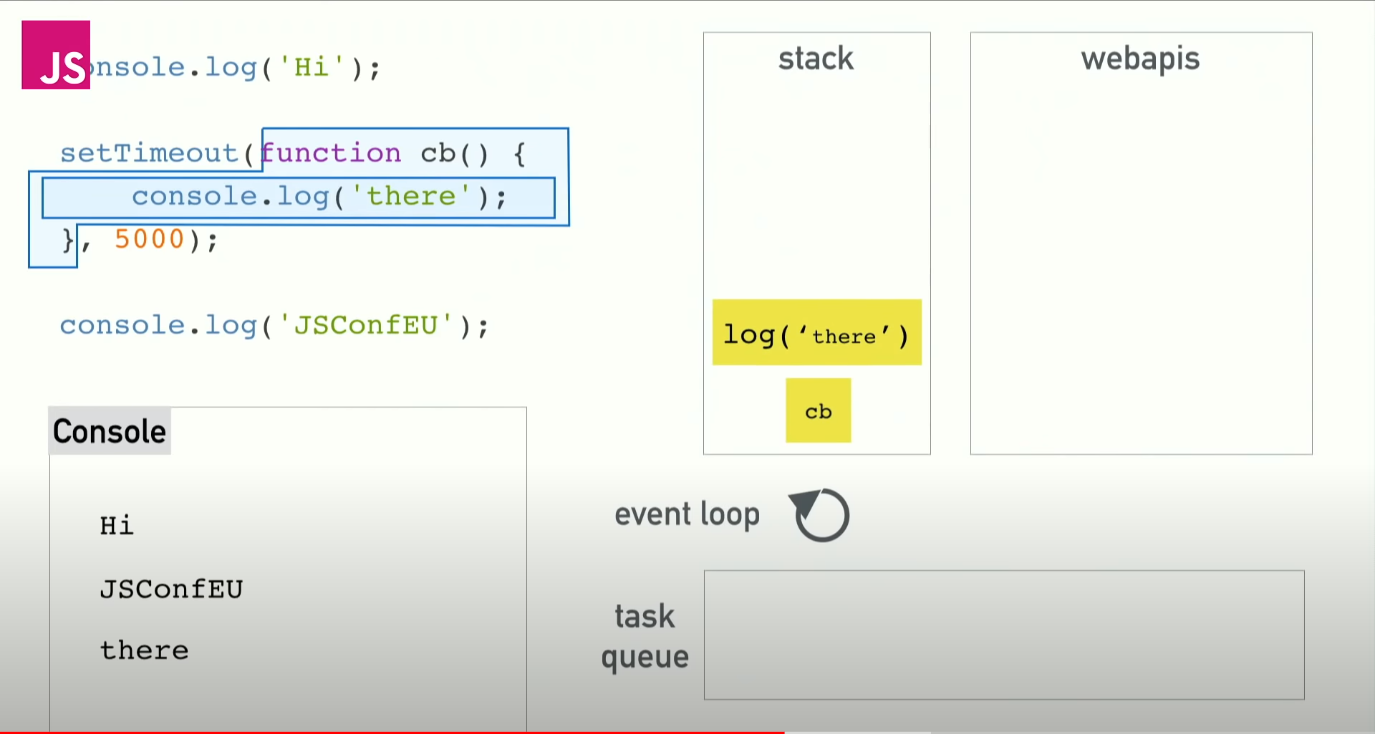 JS
onsole.log('Hi');
setTimeout(function cb() {
console.log('there');
}, 5000);
console.log('JSConfEU');
Console
Hi
JSConfEU
there
stack
log(‘there’)
cb
webapis
event loop
task
queue